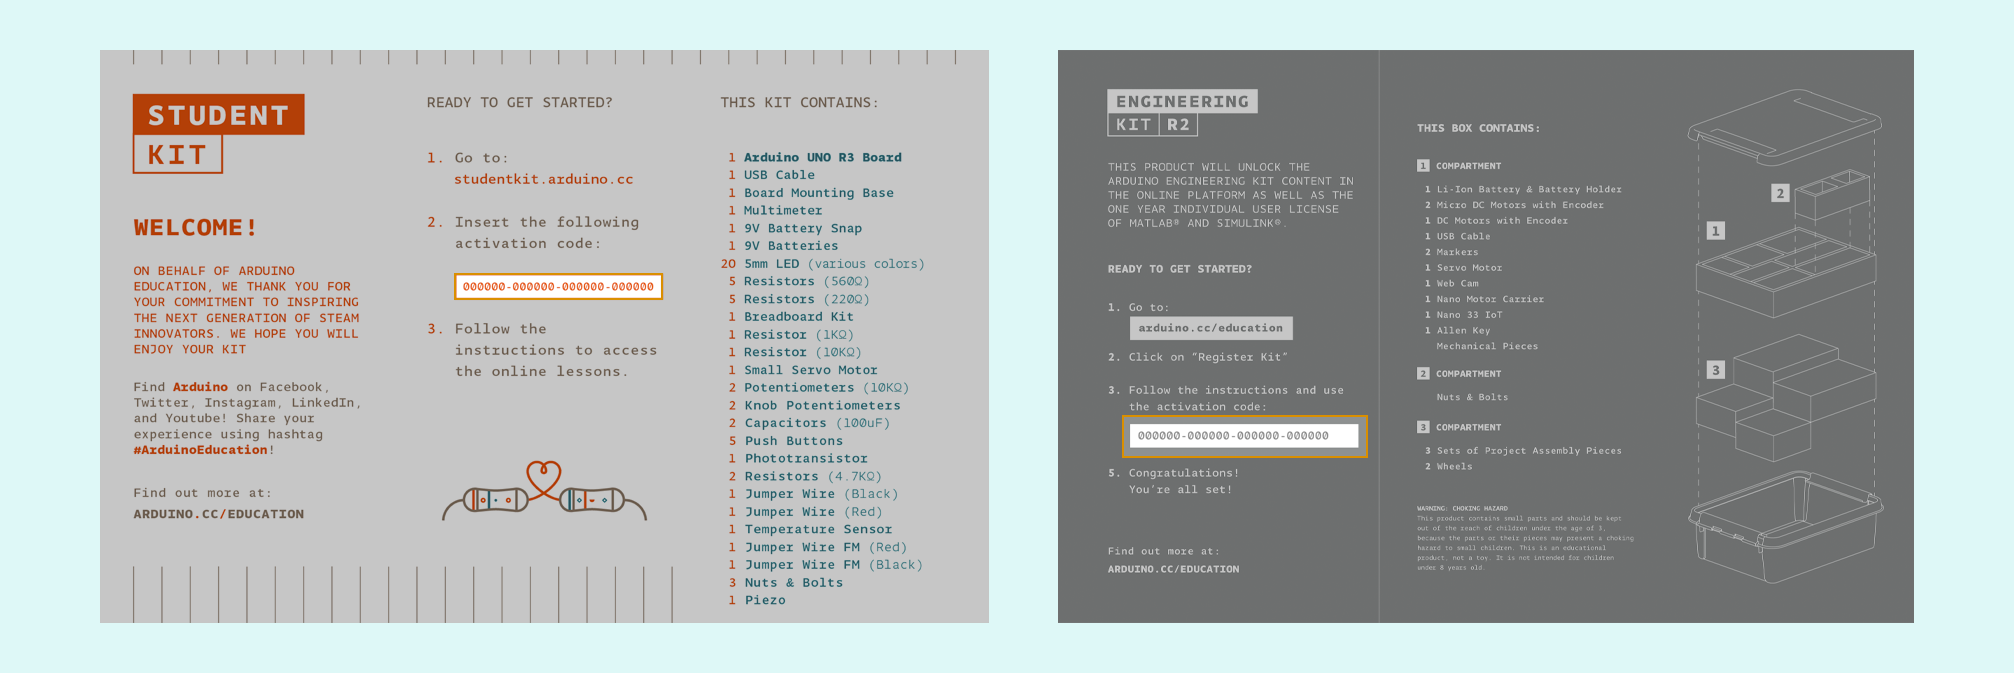 STUDENT
KIT
WELCOME!
ON BEHALF OF ARDUINO
EDUCATION, WE THANK YOU FOR
YOUR COMMITMENT TO INSPIRING
THE NEXT GENERATION OF STEAM
INNOVATORS. WE HOPE YOU WILL
ENJOY YOUR KIT
Find Arduino on Facebook,
Twitter, Instagram, LinkedIn,
and Youtube! Share your
experience using hashtag
#ArduinoEducation!
Find out more at:
ARDUINO.CC/EDUCATION
READY TO GET STARTED?
1. Go to:
studentkit.arduino.cc
2. Insert the following
activation code:
000000-000000-000000-000000
3. Follow the
instructions to access
the online lessons.
THIS KIT CONTAINS:
1 Arduino UNO R3 Board
1 USB Cable
1 Board Mounting Base
1 Multimeter
1 9V Battery Snap
1 9V Batteries
20 5mm LED (various colors)
5 Resistors (560Ω)
5 Resistors (220Ω)
1 Breadboard Kit
1 Resistor (1KΩ)
1 Resistor (10KΩ)
1 Small Servo Motor
2 Potentiometers (10KΩ)
2 Knob Potentiometers
2 Capacitors (100uF)
5 Push Buttons
1 Phototransistor
2 Resistors (4.7KΩ)
1 Jumper Wire (Black)
1 Jumper Wire (Red)
1 Temperature Sensor
1 Jumper Wire FM (Red)
1 Jumper Wire FM (Black)
3 Nuts & Bolts
1 Piezo
ENGINEERING
KIT R2
THIS PRODUCT WILL UNLOCK THE
ARDUINO ENGINEERING KIT CONTENT IN
THE ONLINE PLATFORM AS WELL AS THE
ONE YEAR INDIVIDUAL USER LICENSE
OF MATLAB® AND SIMULINK®.
READY TO GET STARTED?
1. Go to:
arduino.cc/education
2. Click on “Register Kit”
3. Follow the instructions and use
the activation code:
000000-000000-000000-000000
5. Congratulations!
You're all set!
Find out more at:
ARDUINO.CC/EDUCATION
THIS BOX CONTAINS:
1 COMPARTMENT
1 Li-Ion Battery & Battery Holder
2 Micro DC Motors with Encoder
1 DC Motors with Encoder
1 USB Cable
2 Markers
1 Servo Motor
1 Web Cam
1 Nano Motor Carrier
1 Nano 33 IoT
1 Allen Key
Mechanical Pieces
2 COMPARTMENT
Nuts & Bolts
3 COMPARTMENT
3 Sets of Project Assembly Pieces
2 Wheels
WARNING: CHOKING HAZARD
This product contains small parts and should be kept
out of the reach of children under the age of 3,
because the parts or their pieces may present a choking
hazard to small children. This is an educational
product, not a toy. It is not intended for children
under 8 years old.
2
1
3